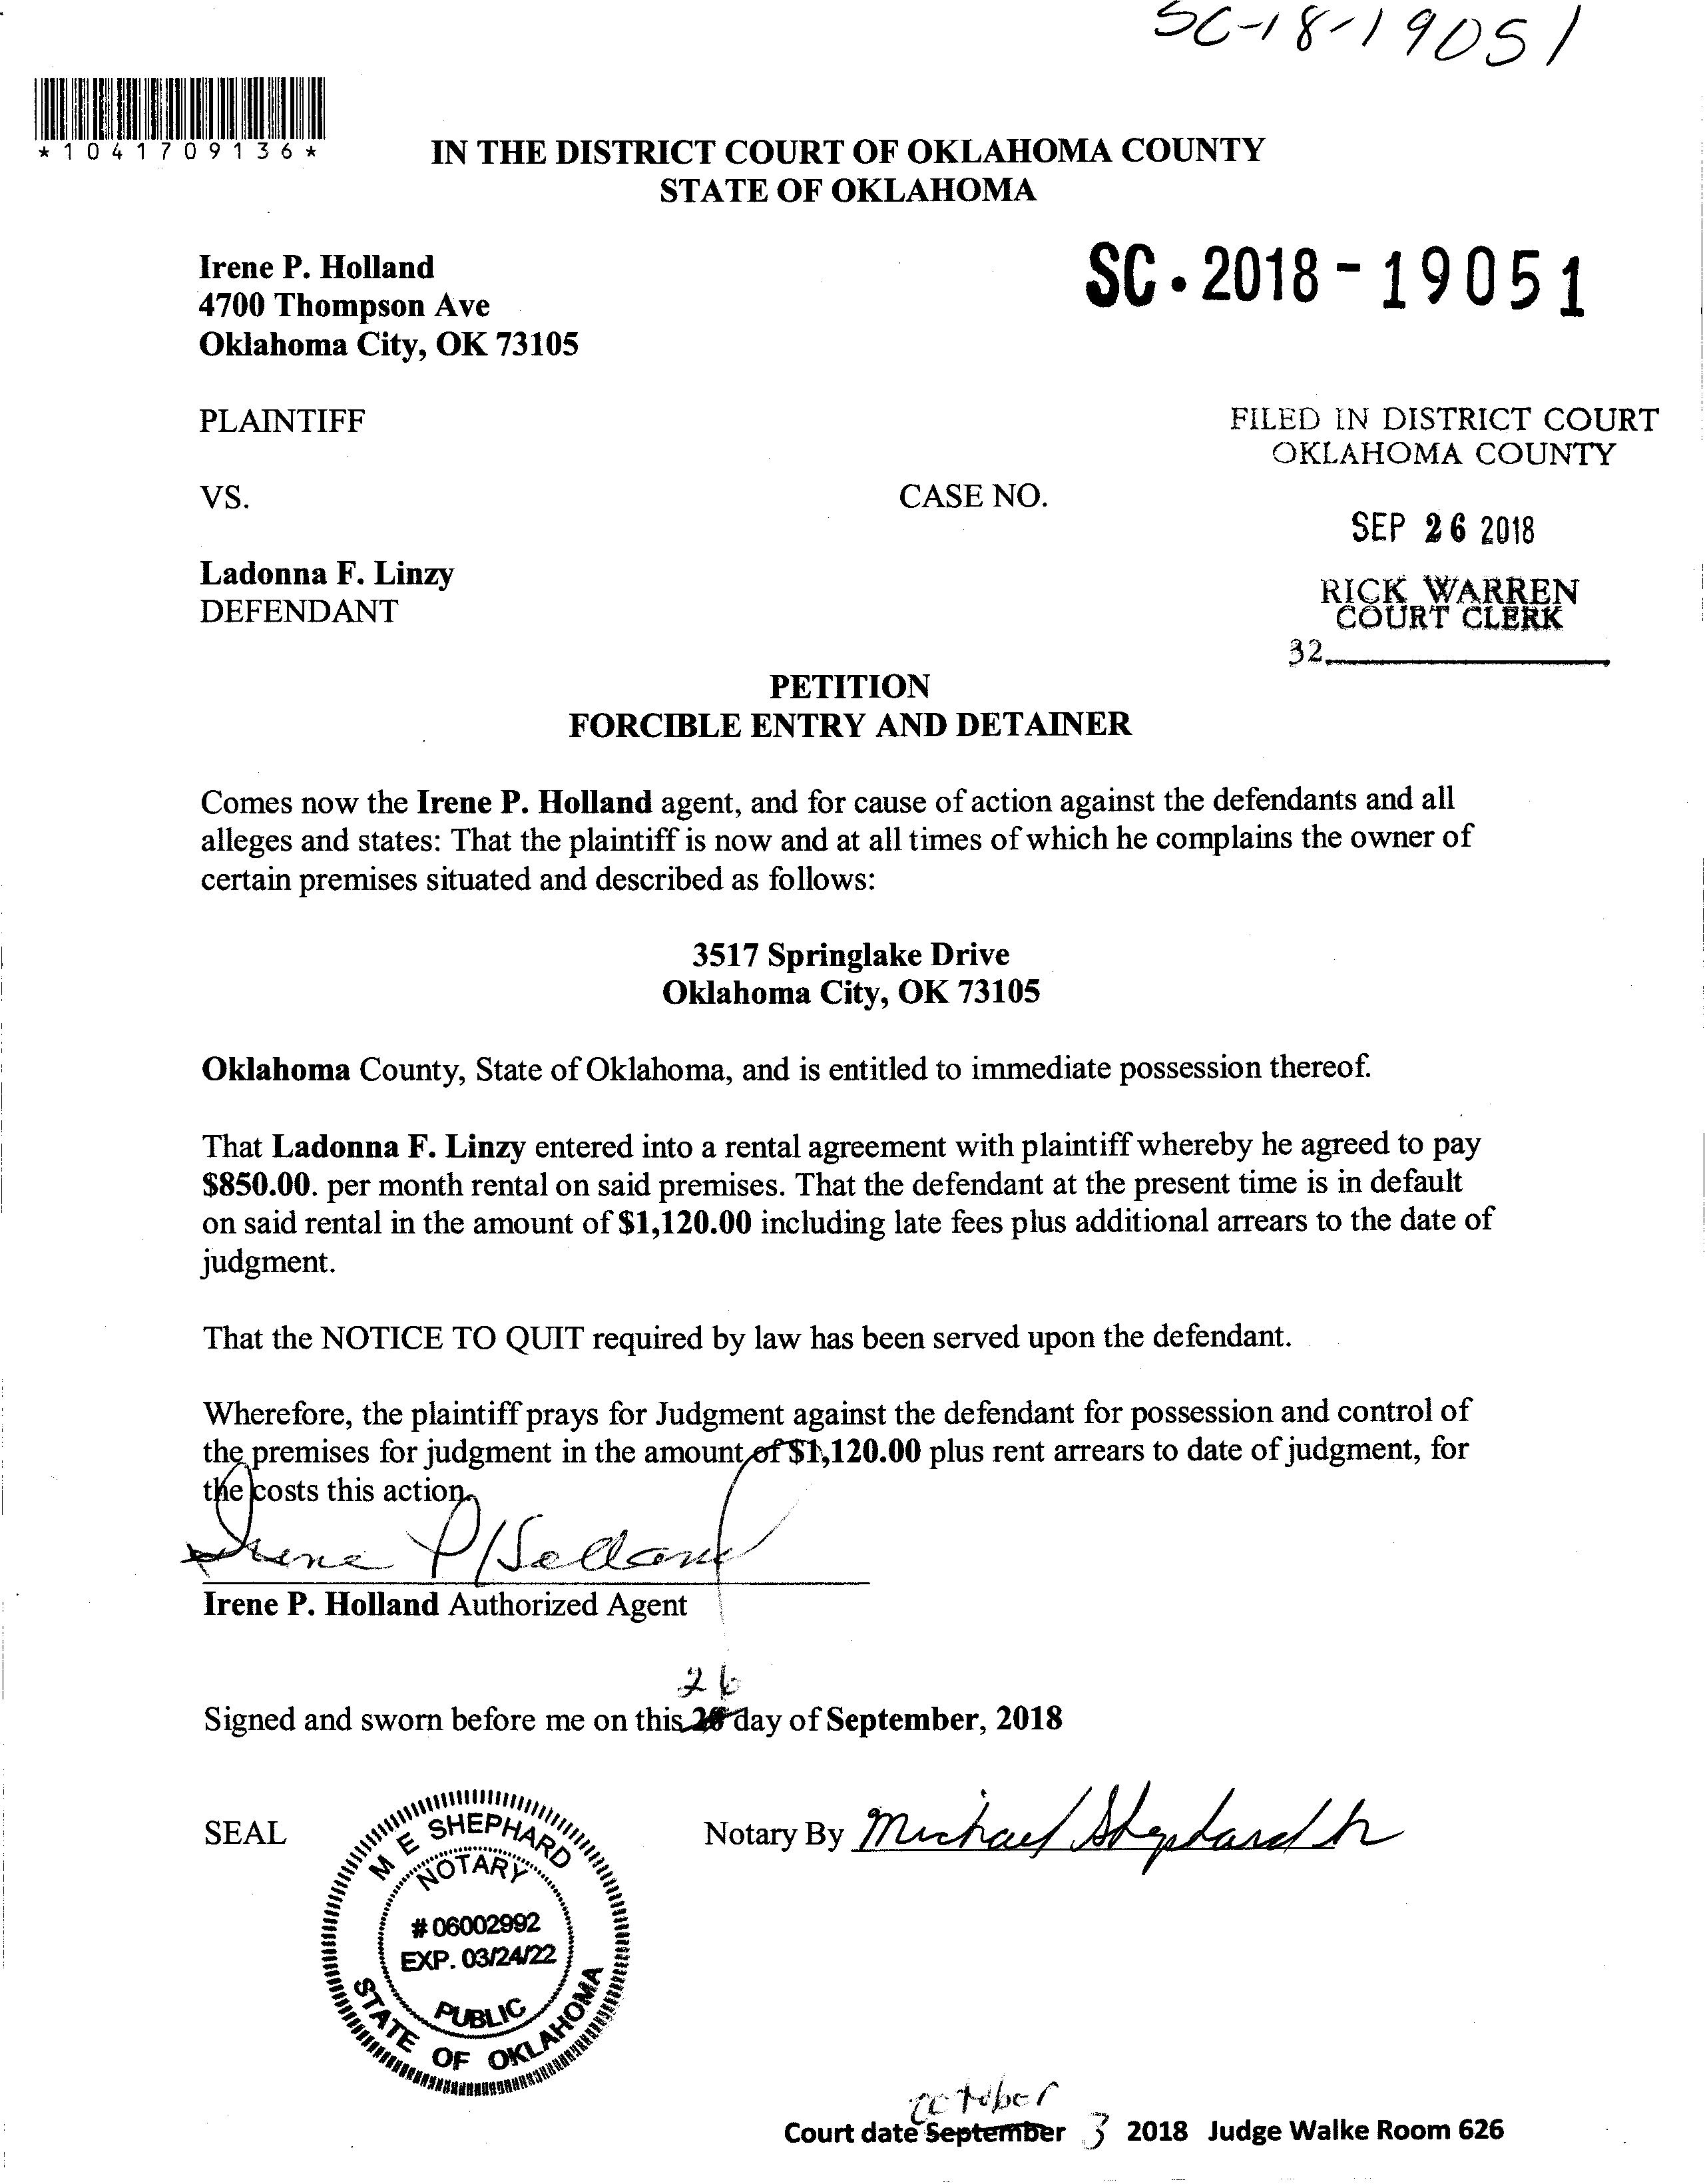 SC-18-19051
*1041709136*
IN THE DISTRICT COURT OF OKLAHOMA COUNTY
STATE OF OKLAHOMA
Irene P. Holland
4700 Thompson Ave
Oklahoma City, OK 73105
SC • 2018 - 19051
PLAINTIFF
FILED IN DISTRICT COURT
OKLAHOMA COUNTY
VS.
CASE NO.
SEP 26 2018
Ladonna F. Linzy
DEFENDANT
RICK WARREN
COURT CLERK
32
PETITION
FORCIBLE ENTRY AND DETAINER
Comes now the Irene P. Holland agent, and for cause of action against the defendants and all
alleges and states: That the plaintiff is now and at all times of which he complains the owner of
certain premises situated and described as follows:
3517 Springlake Drive
Oklahoma City, OK 73105
Oklahoma County, State of Oklahoma, and is entitled to immediate possession thereof.
That Ladonna F. Linzy entered into a rental agreement with plaintiff whereby he agreed to pay
$850.00. per month rental on said premises. That the defendant at the present time is in default
on said rental in the amount of $1,120.00 including late fees plus additional arrears to the date of
judgment.
That the NOTICE TO QUIT required by law has been served upon the defendant.
Wherefore, the plaintiff prays for Judgment against the defendant for possession and control of
the premises for judgment in the amount of $1,120.00 plus rent arrears to date of judgment, for
the costs this action.
Irene P Holland
Irene P. Holland Authorized Agent
26
Signed and sworn before me on this day of September, 2018
SEAL
M E SHEPHARD
NOTARY
# 06002992
EXP. 03/24/22
PUBLIC
STATE OF OKLAHOMA
Notary By Michael Shephard Jr
October
Court date September 3 2018 Judge Walke Room 626